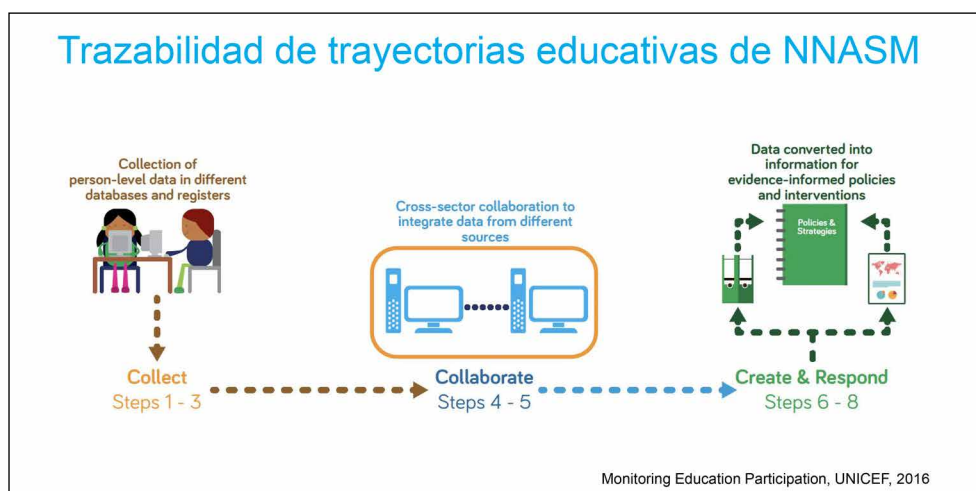 Trazabilidad de trayectorias educativas de NNASM
Collection of
person-level data in different
databases and registers
Cross-sector collaboration to
integrate data from different
sources
Data converted into
information for
evidence-informed policies
and interventions
Policies &
Strategies
Collect
Steps 1 - 3
Collaborate
Steps 4 - 5
Create & Respond
Steps 6 - 8
Monitoring Education Participation, UNICEF, 2016